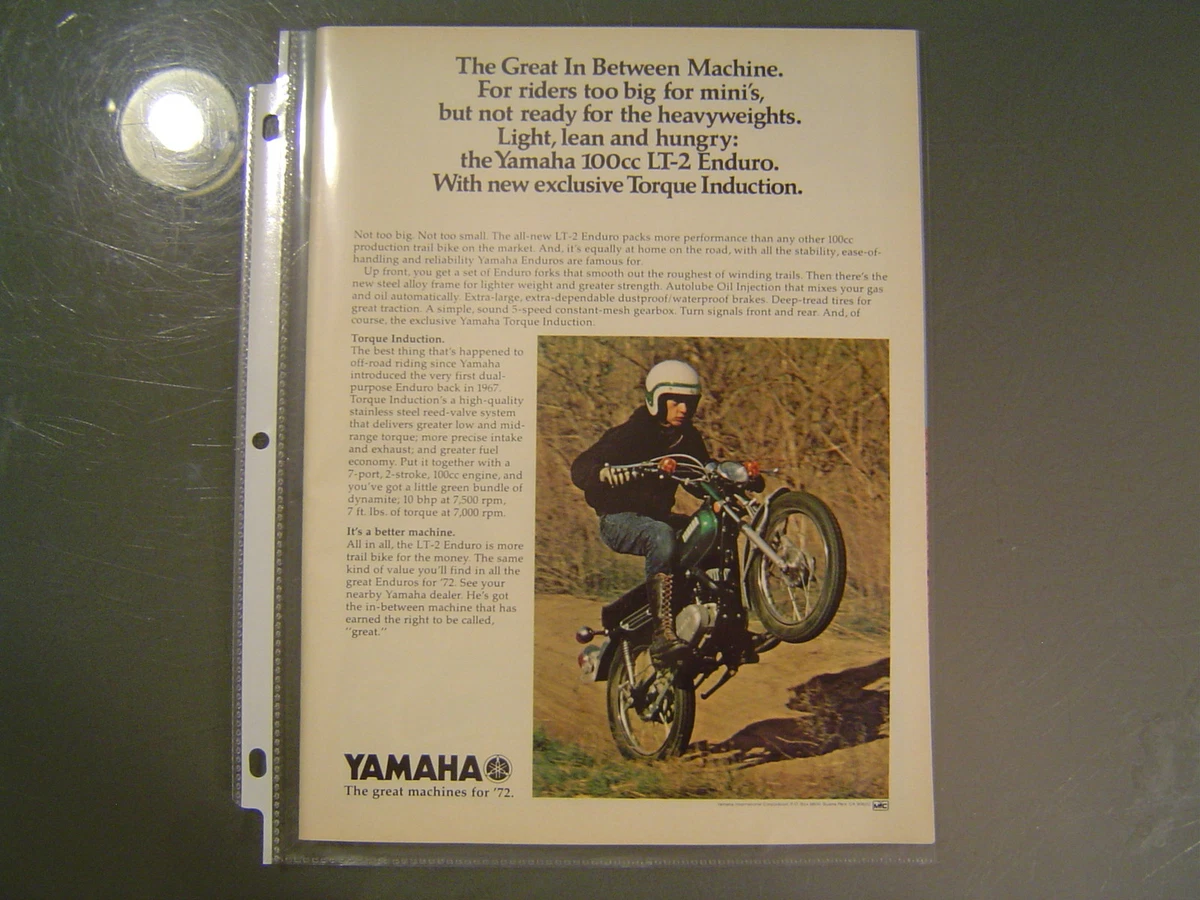 The Great In Between Machine.
For riders too big for mini's,
but not ready for the heavyweights.
Light, lean and hungry:
the Yamaha 100cc LT-2 Enduro.
With new exclusive Torque Induction.
Not too big. Not too small. The all-new LT-2 Enduro packs more performance than any other 100cc
production trail bike on the market. And, it's equally at home on the road, with all the stability, ease-of-
handling and reliability Yamaha Enduros are famous for.
Up front, you get a set of Enduro forks that smooth out the roughest of winding trails. Then there's the
new steel alloy frame for lighter weight and greater strength. Autolube Oil Injection that mixes your gas
and oil automatically. Extra-large, extra-dependable dustproof/waterproof brakes. Deep-tread tires for
great traction. A simple, sound 5-speed constant-mesh gearbox. Turn signals front and rear. And, of
course, the exclusive Yamaha Torque Induction.
Torque Induction.
The best thing that's happened to
off-road riding since Yamaha
introduced the very first dual-
purpose Enduro back in 1967.
Torque Induction's a high-quality
stainless steel reed-valve system
that delivers greater low and mid-
range torque; more precise intake
and exhaust; and greater fuel
economy. Put it together with a
7-port, 2-stroke, 100cc engine, and
you've got a little green bundle of
dynamite; 10 bhp at 7,500 rpm,
7 ft. lbs. of torque at 7,000 rpm.
It's a better machine.
All in all, the LT-2 Enduro is more
trail bike for the money. The same
kind of value you'll find in all the
great Enduros for '72. See your
nearby Yamaha dealer. He's got
the in-between machine that has
earned the right to be called,
"great."
YAMAHA
The great machines for '72.
Yamaha International Corporation